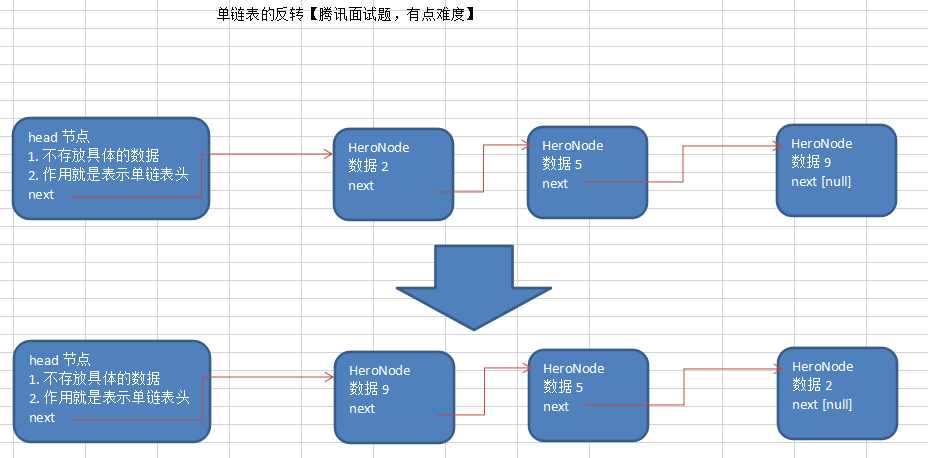 单链表的反转【腾讯面试题，有点难度】
head 节点
1. 不存放具体的数据
2. 作用就是表示单链表头
next
HeroNode
数据 2
next
HeroNode
数据 5
next
HeroNode
数据 9
next [null]
head 节点
1. 不存放具体的数据
2. 作用就是表示单链表头
next
HeroNode
数据 9
next
HeroNode
数据 5
next
HeroNode
数据 2
next [null]